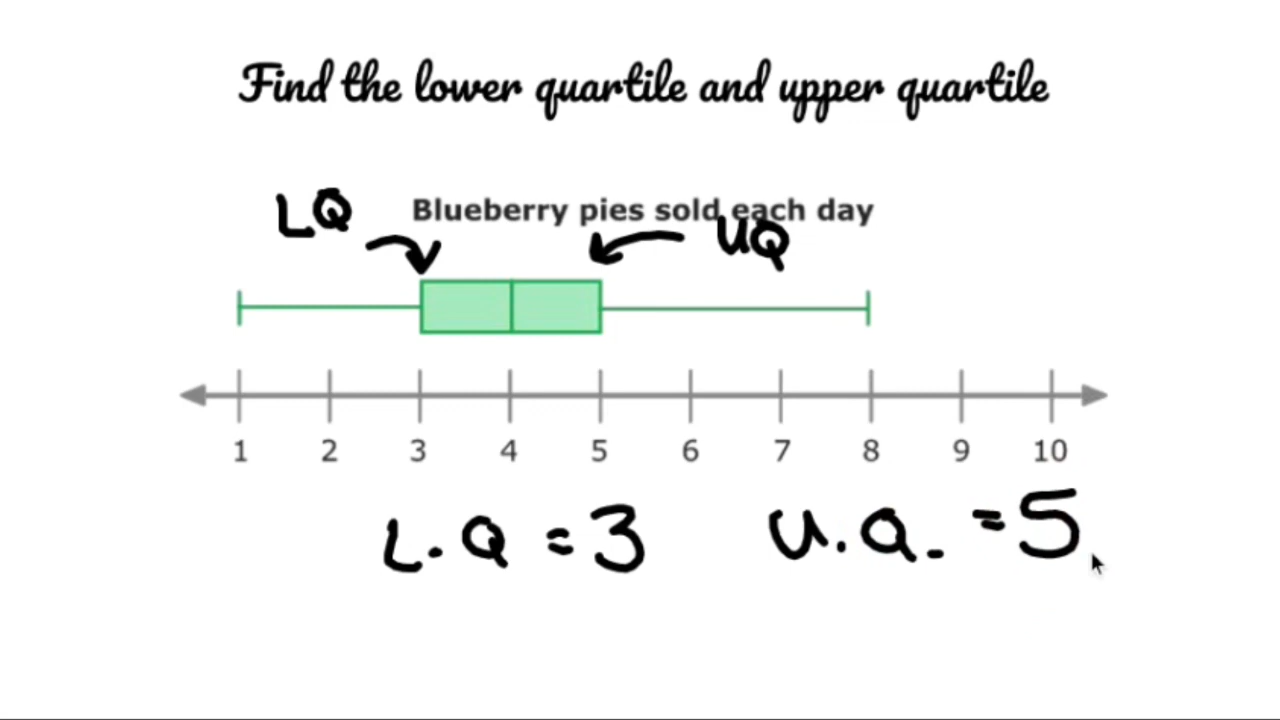 Find the lower quartile and upper quartile
Blueberry pies sold each day
LQ
UQ
1 2 3 4 5 6 7 8 9 10
L.Q = 3
U.Q. = 5